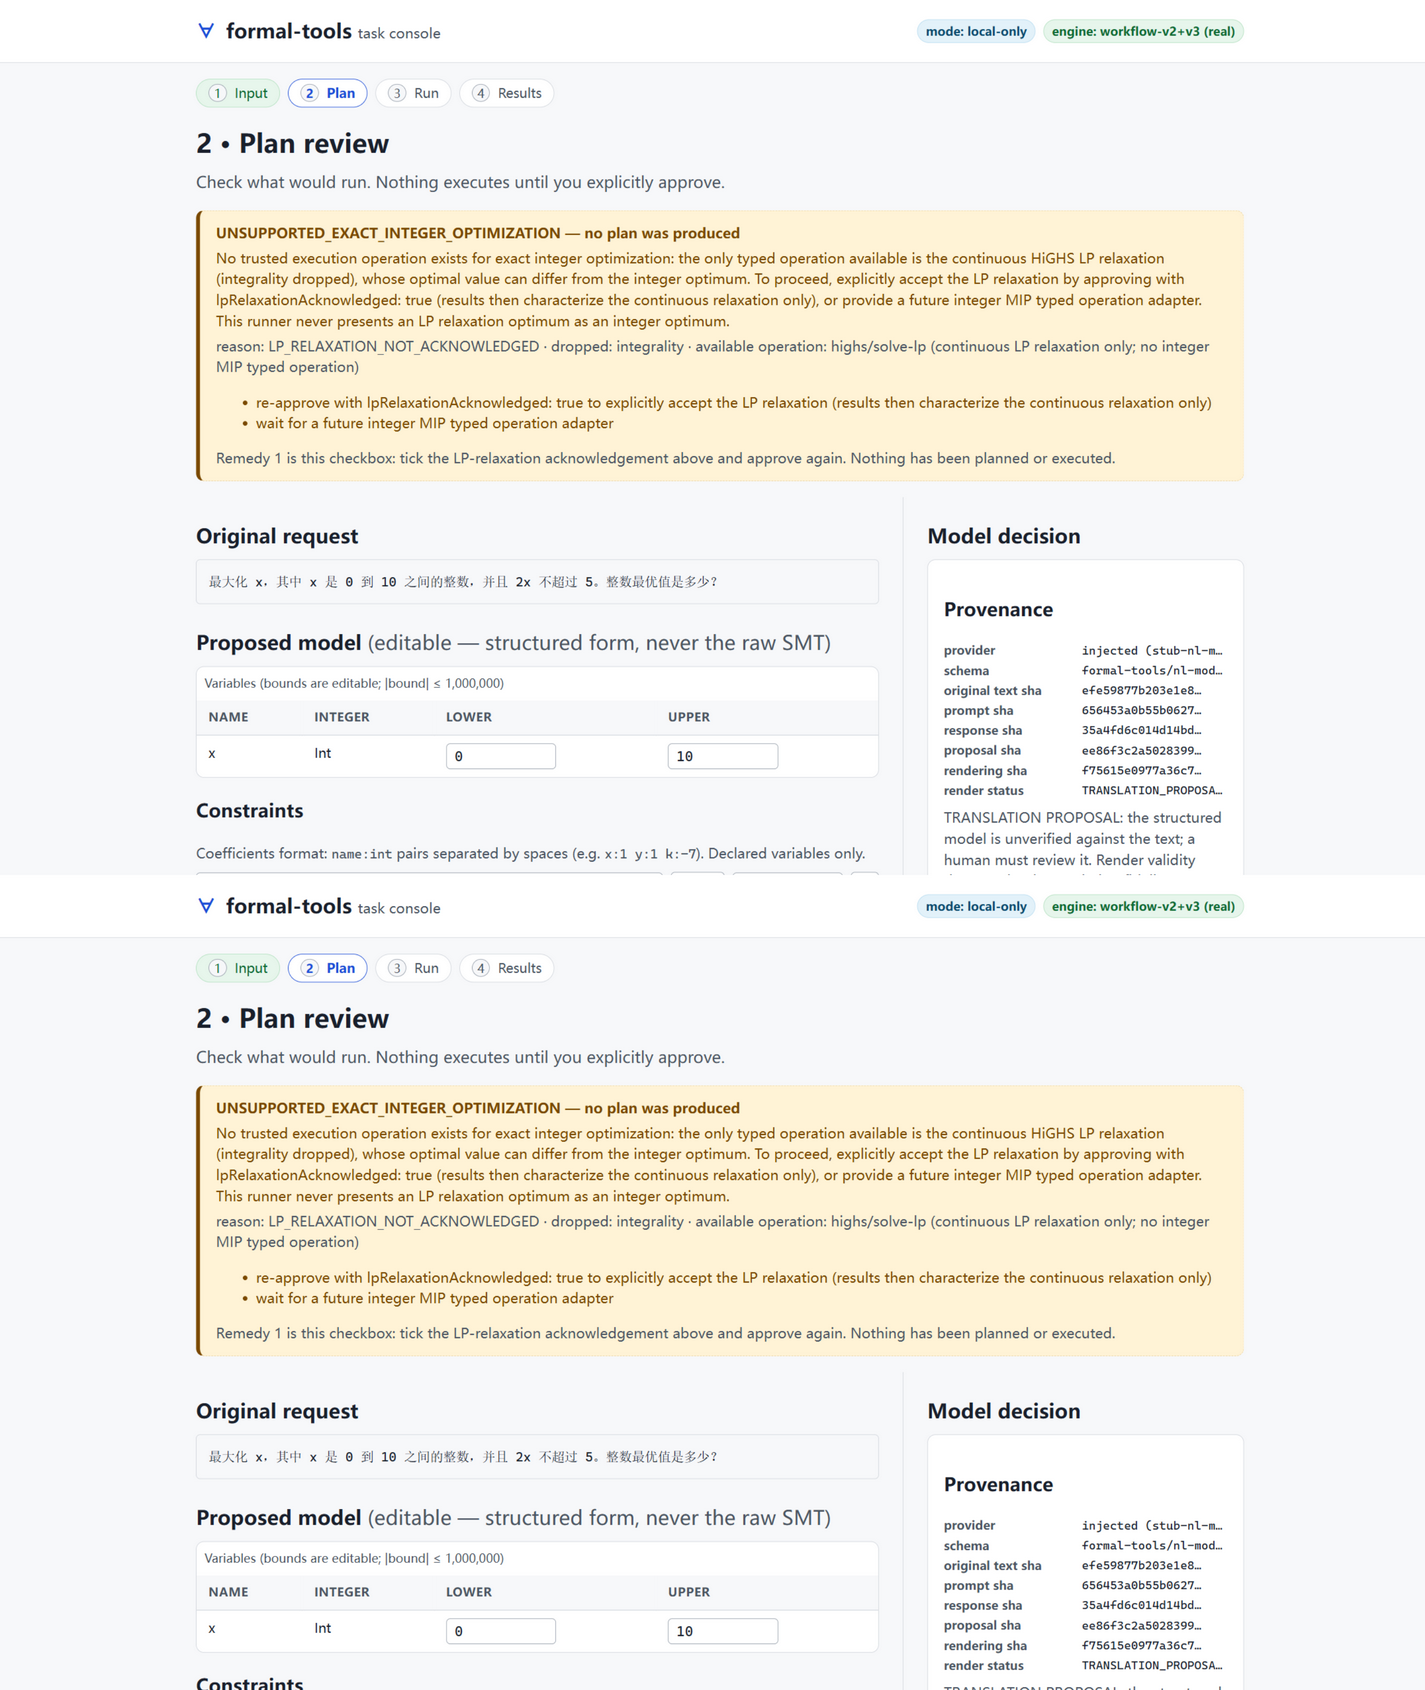 formal-tools task console
mode: local-only
engine: workflow-v2+v3 (real)
1 Input
2 Plan
3 Run
4 Results
2 • Plan review
Check what would run. Nothing executes until you explicitly approve.
UNSUPPORTED_EXACT_INTEGER_OPTIMIZATION — no plan was produced
No trusted execution operation exists for exact integer optimization: the only typed operation available is the continuous HiGHS LP relaxation
(integrality dropped), whose optimal value can differ from the integer optimum. To proceed, explicitly accept the LP relaxation by approving with
lpRelaxationAcknowledged: true (results then characterize the continuous relaxation only), or provide a future integer MIP typed operation adapter.
This runner never presents an LP relaxation optimum as an integer optimum.
reason: LP_RELAXATION_NOT_ACKNOWLEDGED · dropped: integrality · available operation: highs/solve-lp (continuous LP relaxation only; no integer
MIP typed operation)
• re-approve with lpRelaxationAcknowledged: true to explicitly accept the LP relaxation (results then characterize the continuous relaxation only)
• wait for a future integer MIP typed operation adapter
Remedy 1 is this checkbox: tick the LP-relaxation acknowledgement above and approve again. Nothing has been planned or executed.
Original request
最大化 x，其中 x 是 0 到 10 之间的整数，并且 2x 不超过 5。整数最优值是多少？
Proposed model (editable — structured form, never the raw SMT)
Variables (bounds are editable; |bound| ≤ 1,000,000)
NAME INTEGER LOWER UPPER
x Int 0 10
Constraints
Coefficients format: name:int pairs separated by spaces (e.g. x:1 y:1 k:-7). Declared variables only.
Model decision
Provenance
provider injected (stub-nl-m…
schema formal-tools/nl-mod…
original text sha efe59877b203e1e8…
prompt sha 656453a0b55b0627…
response sha 35a4fd6c014d14bd…
proposal sha ee86f3c2a5028399…
rendering sha f75615e0977a36c7…
render status TRANSLATION_PROPOSA…
TRANSLATION PROPOSAL: the structured
model is unverified against the text; a
human must review it. Render validity
formal-tools task console
mode: local-only
engine: workflow-v2+v3 (real)
1 Input
2 Plan
3 Run
4 Results
2 • Plan review
Check what would run. Nothing executes until you explicitly approve.
UNSUPPORTED_EXACT_INTEGER_OPTIMIZATION — no plan was produced
No trusted execution operation exists for exact integer optimization: the only typed operation available is the continuous HiGHS LP relaxation
(integrality dropped), whose optimal value can differ from the integer optimum. To proceed, explicitly accept the LP relaxation by approving with
lpRelaxationAcknowledged: true (results then characterize the continuous relaxation only), or provide a future integer MIP typed operation adapter.
This runner never presents an LP relaxation optimum as an integer optimum.
reason: LP_RELAXATION_NOT_ACKNOWLEDGED · dropped: integrality · available operation: highs/solve-lp (continuous LP relaxation only; no integer
MIP typed operation)
• re-approve with lpRelaxationAcknowledged: true to explicitly accept the LP relaxation (results then characterize the continuous relaxation only)
• wait for a future integer MIP typed operation adapter
Remedy 1 is this checkbox: tick the LP-relaxation acknowledgement above and approve again. Nothing has been planned or executed.
Original request
最大化 x，其中 x 是 0 到 10 之间的整数，并且 2x 不超过 5。整数最优值是多少？
Proposed model (editable — structured form, never the raw SMT)
Variables (bounds are editable; |bound| ≤ 1,000,000)
NAME INTEGER LOWER UPPER
x Int 0 10
Constraints
Model decision
Provenance
provider injected (stub-nl-m…
schema formal-tools/nl-mod…
original text sha efe59877b203e1e8…
prompt sha 656453a0b55b0627…
response sha 35a4fd6c014d14bd…
proposal sha ee86f3c2a5028399…
rendering sha f75615e0977a36c7…
render status TRANSLATION_PROPOSA…